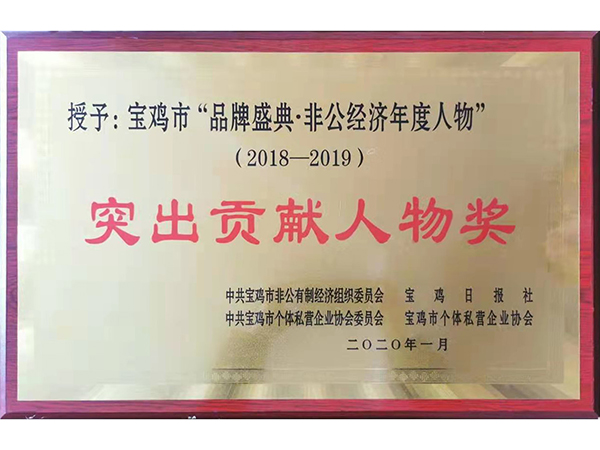 授予：宝鸡市“品牌盛典·非公经济年度人物”
（2018—2019）
突出贡献人物奖
中共宝鸡市非公有制经济组织委员会 宝鸡日报社
中共宝鸡市个体私营企业协会委员会 宝鸡市个体私营企业协会
二〇二〇年一月